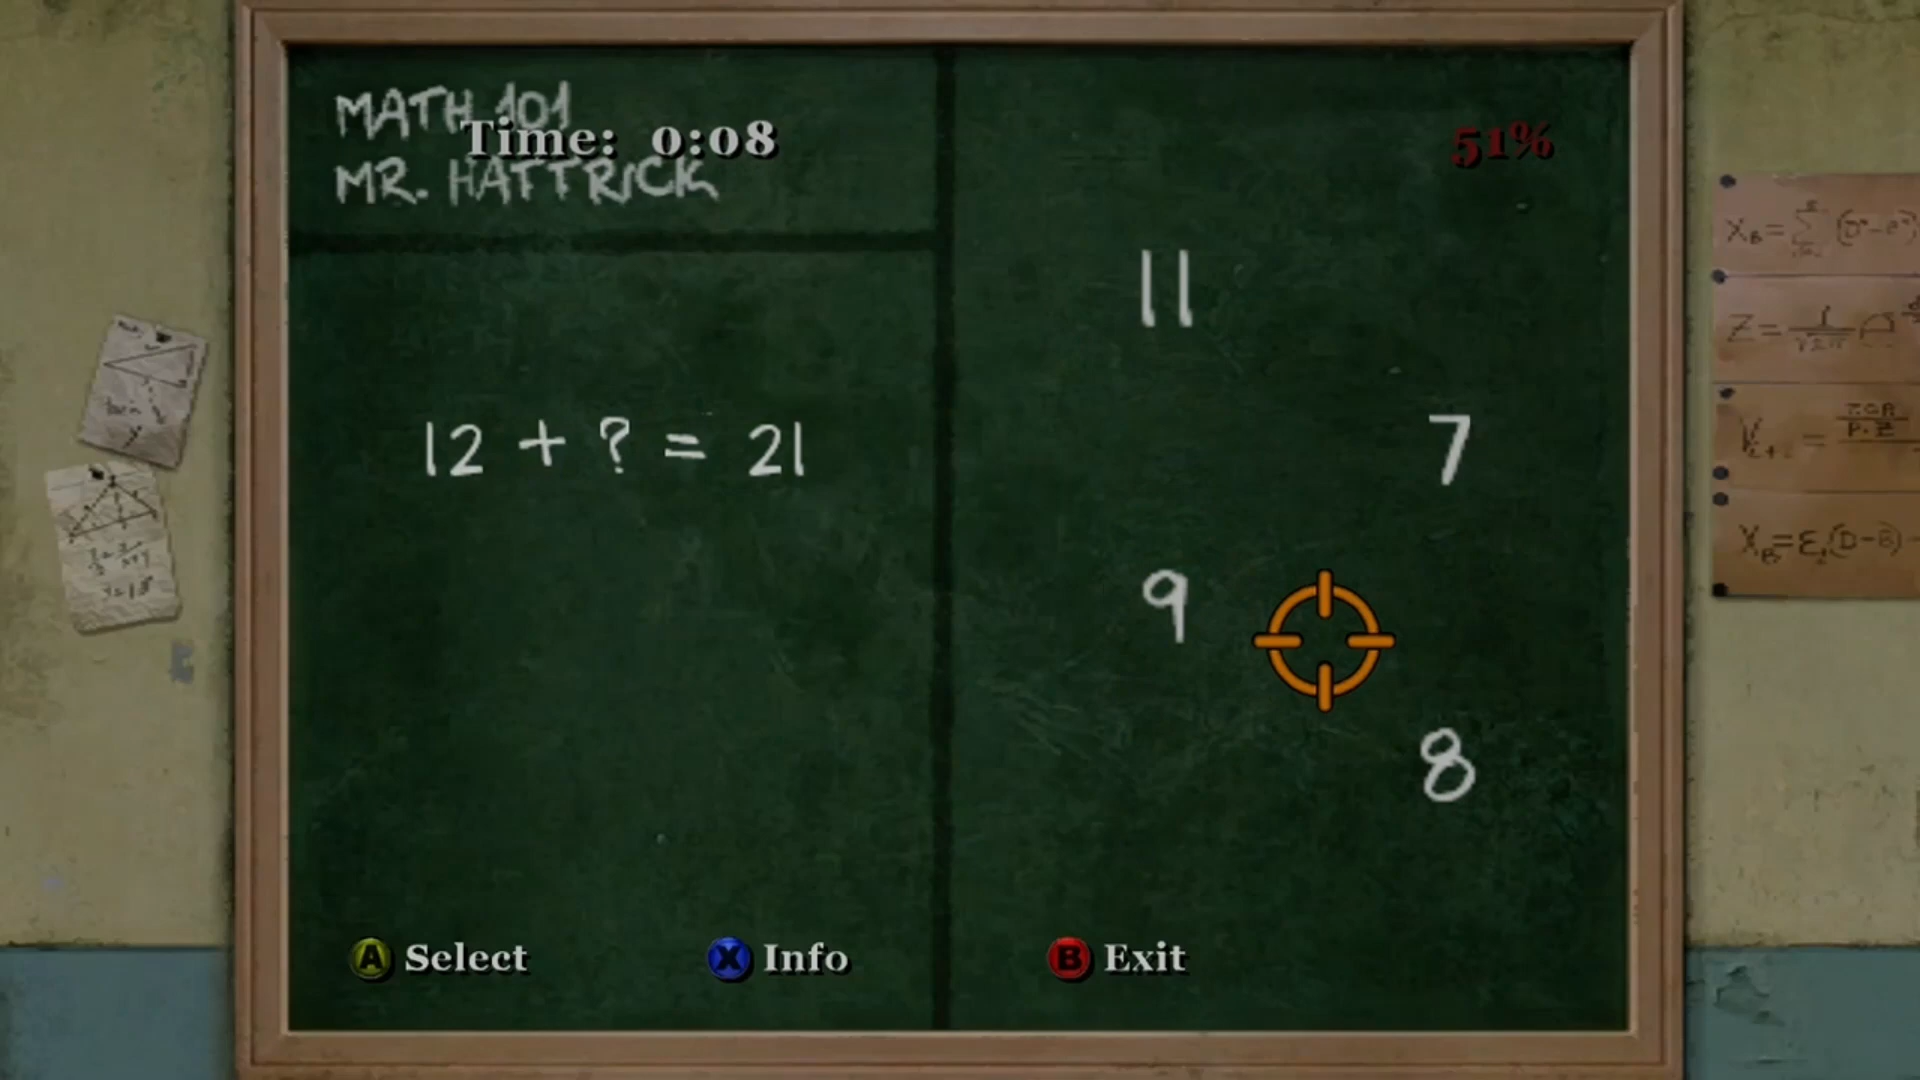 MATH 101
Time: 0:08
51%
MR. HATTRICK
11
12 + ? = 21
7
9
8
A Select
X Info
B Exit